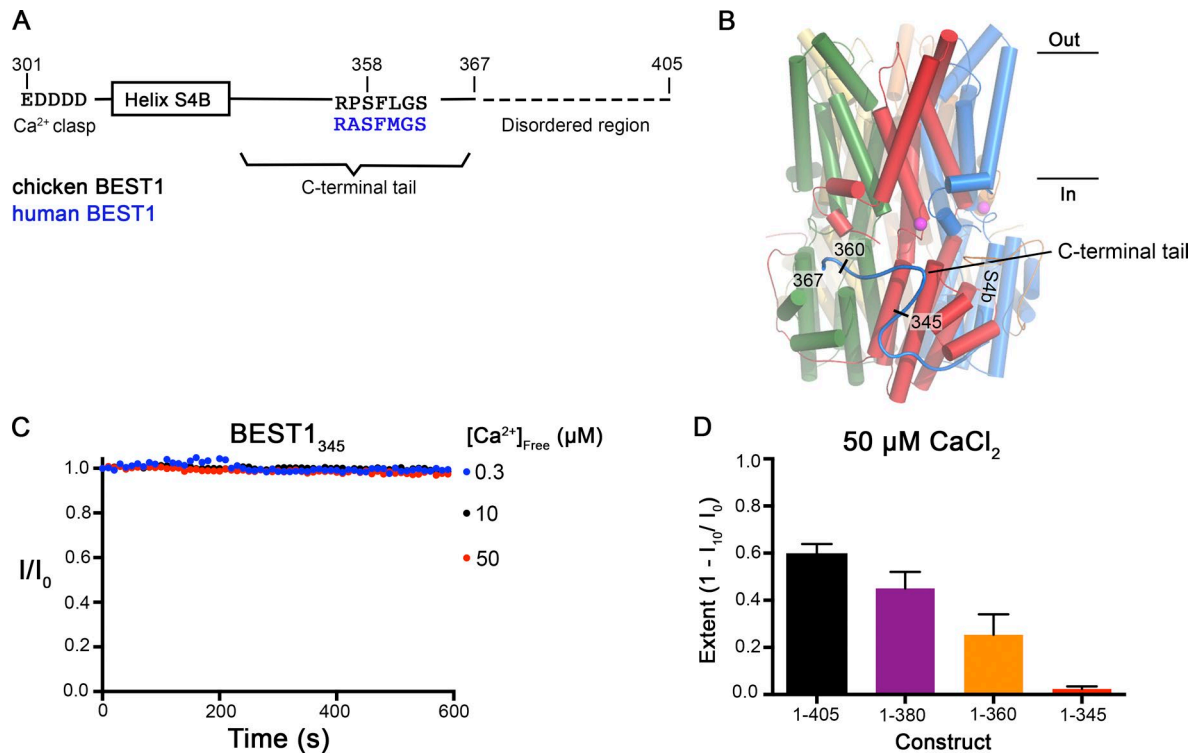 A
301
358
367
405
EDDDD
Helix S4B
RPSFLGS
Ca²⁺ clasp
RASFMGS
Disordered region
C-terminal tail
chicken BEST1
human BEST1
B
Out
In
C-terminal tail
360
367
S4b
345
C
BEST1₃₄₅
[Ca²⁺]Free (µM)
0.3
10
50
1.0
0.8
0.6
0.4
0.2
0.0
I/I₀
0
200
400
600
Time (s)
D
50 µM CaCl₂
Extent (1 - I₁₀/ I₀)
1.0
0.8
0.6
0.4
0.2
0.0
1-405
1-380
1-360
1-345
Construct